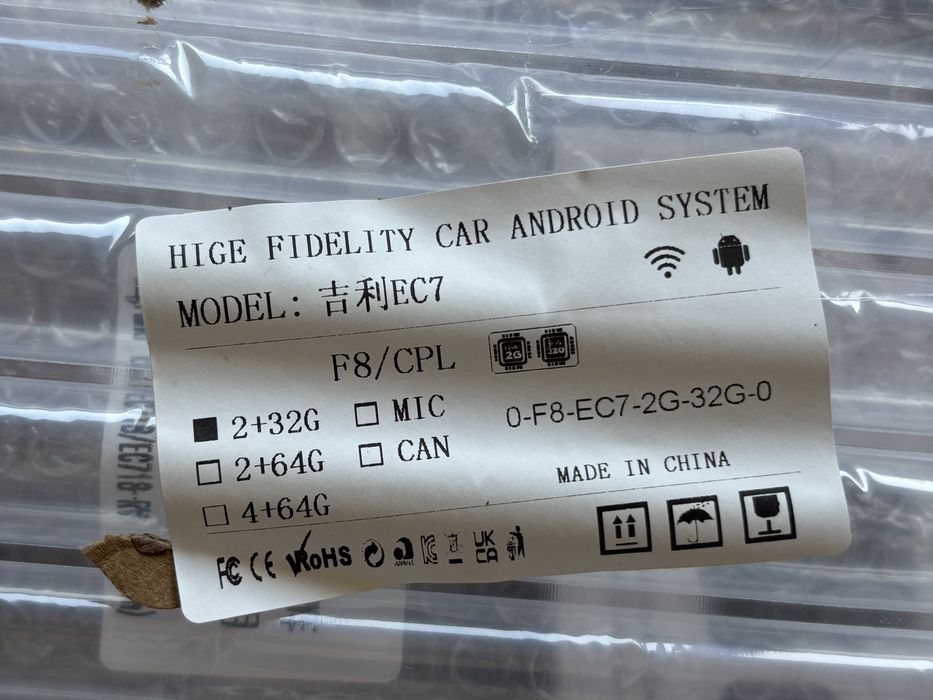 HIGE FIDELITY CAR ANDROID SYSTEM
MODEL: 吉利EC7
F8/CPL
2G
2+32G
MIC
0-F8-EC7-2G-32G-0
2+64G
CAN
4+64G
MADE IN CHINA
FC CE RoHS
UK
CA